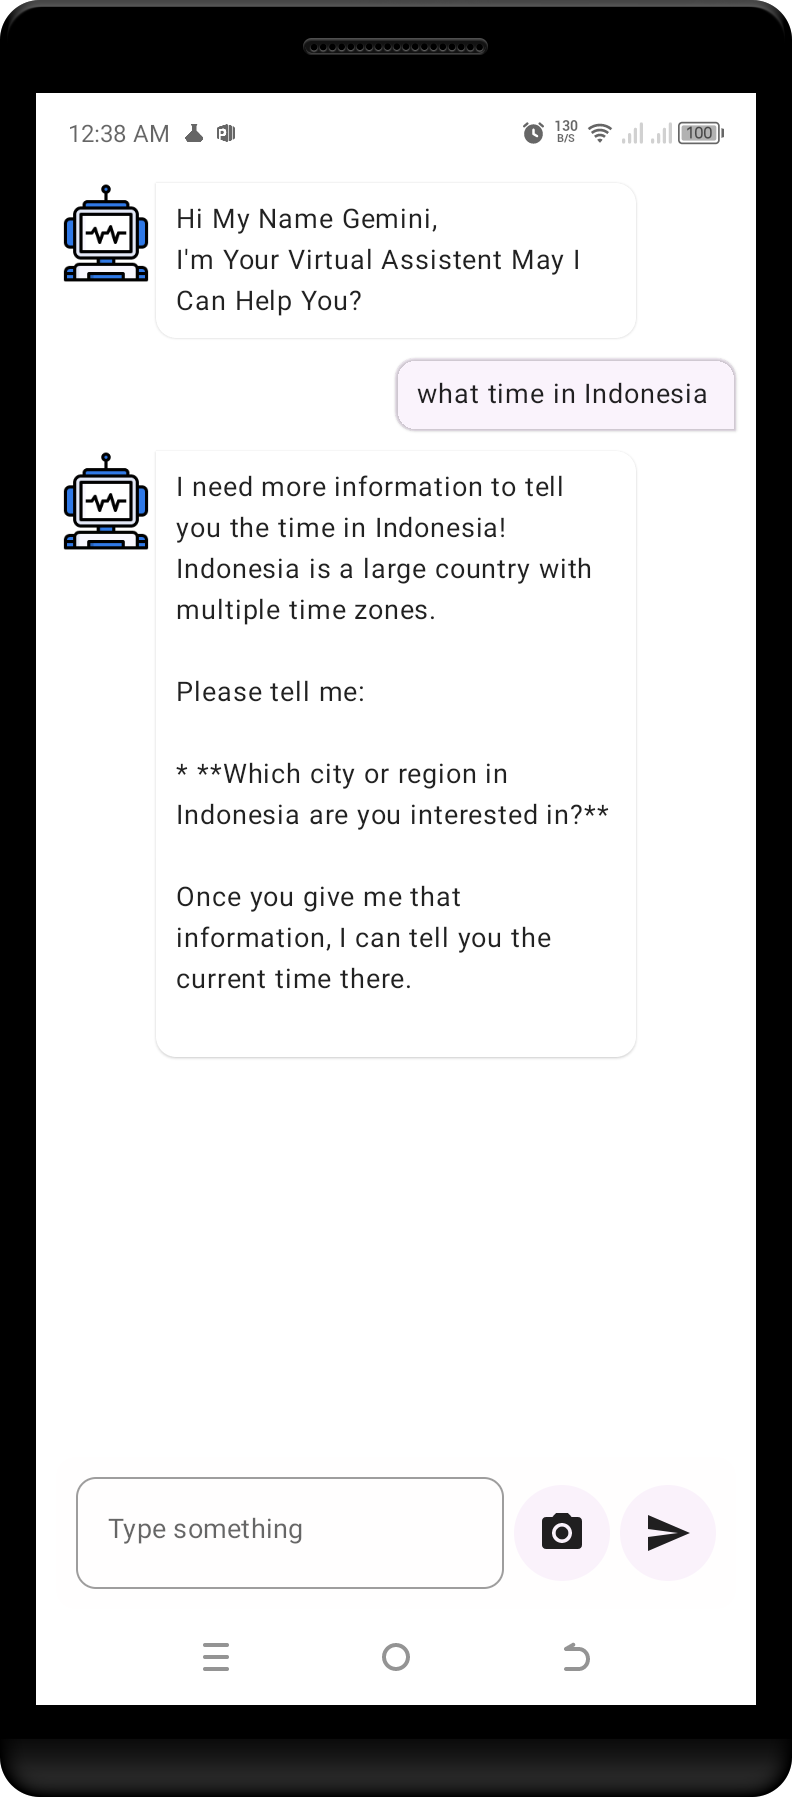 12:38 AM
130
B/S
100
Hi My Name Gemini,
I'm Your Virtual Assistent May I
Can Help You?
what time in Indonesia
I need more information to tell
you the time in Indonesia!
Indonesia is a large country with
multiple time zones.
Please tell me:
* **Which city or region in
Indonesia are you interested in?**
Once you give me that
information, I can tell you the
current time there.
Type something